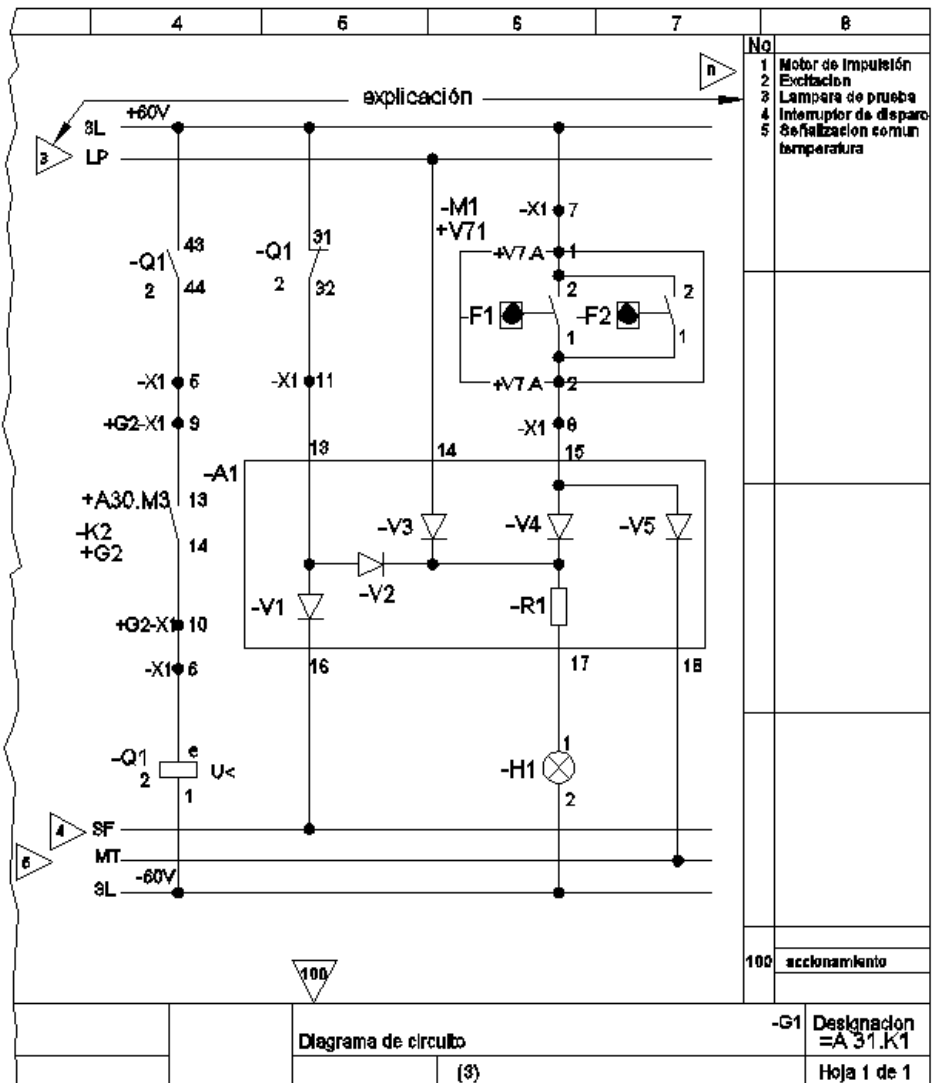 4 5 6 7 8
No
1 Motor de impulsión
2 Excitacion
3 Lampara de prueba
4 Interruptor de disparo
5 Señalizacion comun
temperatura
n
explicación
+60V
SL
3
LP
-M1
+V71
-X1 7
+V7.A 1
-Q1 43
2 44
-Q1 31
2 32
-F1 2
1
-F2 2
1
+V7.A 2
-X1 5
-X1 11
+G2-X1 9
-X1 8
13 14 15
-A1
+A30.M3 13
-K2
+G2 14
-V3
-V4
-V5
-V2
-V1
-R1
+G2-X1 10
-X1 6
16 17 18
-Q1 e
2 U<
1
-H1 1
2
4 SF
5 MT
-60V
SL
100
100 accionamiento
Diagrama de circuito
-G1 Designacion
=A 31.K1
(3)
Hoja 1 de 1